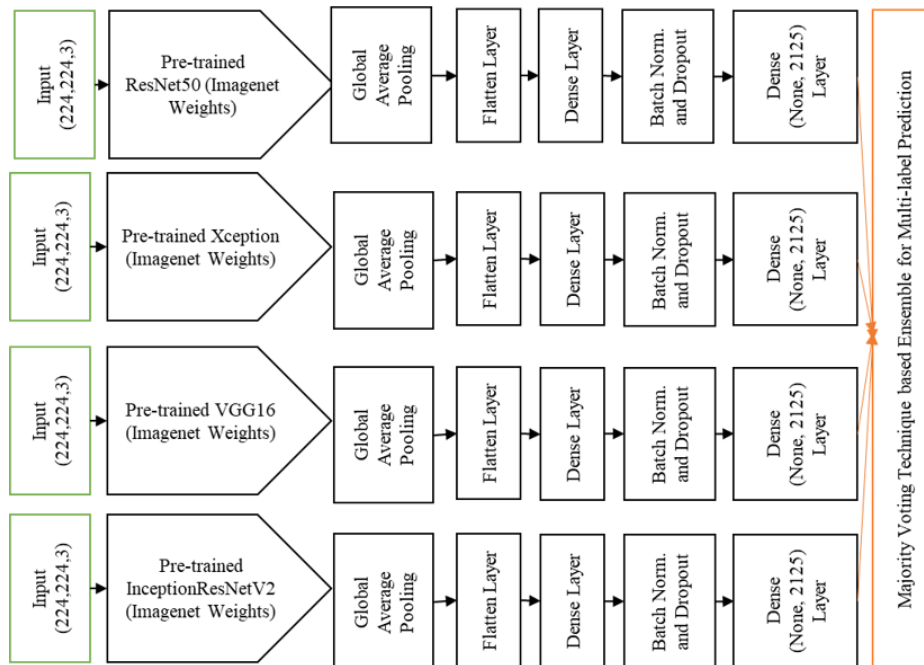 Input
(224,224,3)
Pre-trained
ResNet50 (Imagenet
Weights)
Global
Average
Pooling
Flatten Layer
Dense Layer
Batch Norm.
and Dropout
Dense
(None, 2125)
Layer
Input
(224,224,3)
Pre-trained Xception
(Imagenet Weights)
Global
Average
Pooling
Flatten Layer
Dense Layer
Batch Norm.
and Dropout
Dense
(None, 2125)
Layer
Input
(224,224,3)
Pre-trained VGG16
(Imagenet Weights)
Global
Average
Pooling
Flatten Layer
Dense Layer
Batch Norm.
and Dropout
Dense
(None, 2125)
Layer
Input
(224,224,3)
Pre-trained
InceptionResNetV2
(Imagenet Weights)
Global
Average
Pooling
Flatten Layer
Dense Layer
Batch Norm.
and Dropout
Dense
(None, 2125)
Layer
Majority Voting Technique based Ensemble for Multi-label Prediction